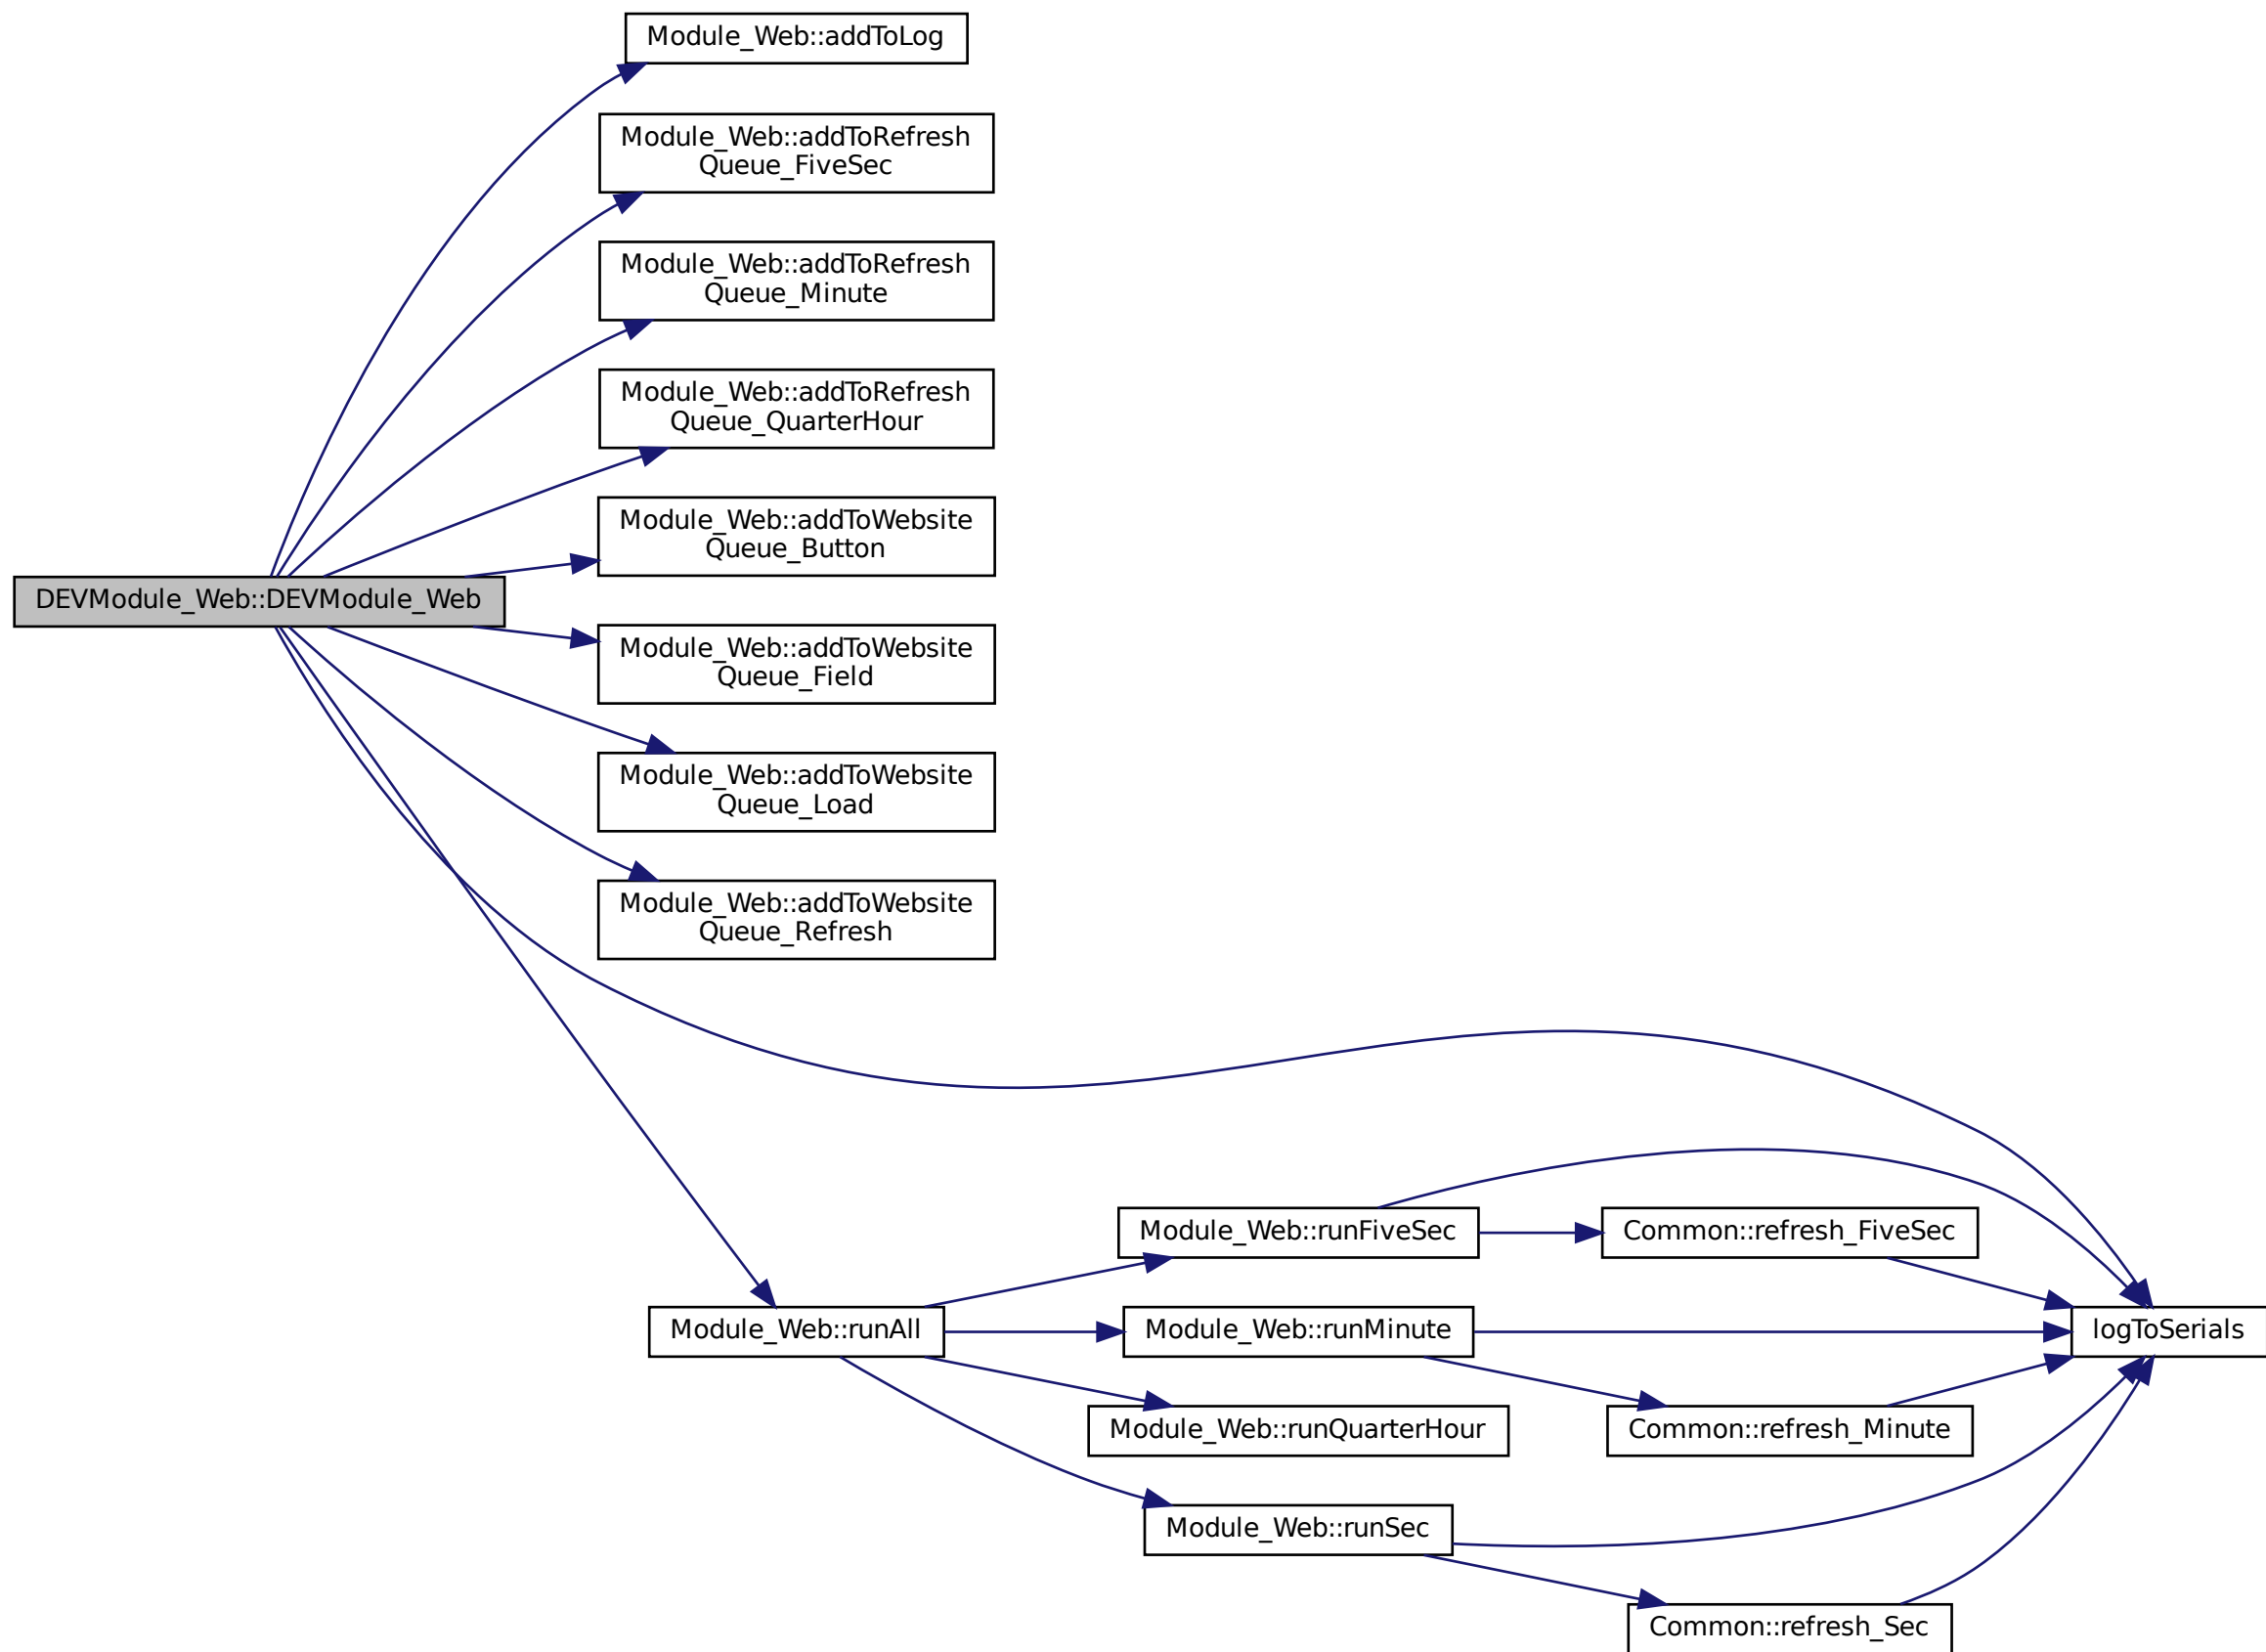 Module_Web::addToLog
Module_Web::addToRefresh
Queue_FiveSec
Module_Web::addToRefresh
Queue_Minute
Module_Web::addToRefresh
Queue_QuarterHour
Module_Web::addToWebsite
Queue_Button
DEVModule_Web::DEVModule_Web
Module_Web::addToWebsite
Queue_Field
Module_Web::addToWebsite
Queue_Load
Module_Web::addToWebsite
Queue_Refresh
Module_Web::runFiveSec
Common::refresh_FiveSec
Module_Web::runAll
Module_Web::runMinute
logToSerials
Module_Web::runQuarterHour
Common::refresh_Minute
Module_Web::runSec
Common::refresh_Sec